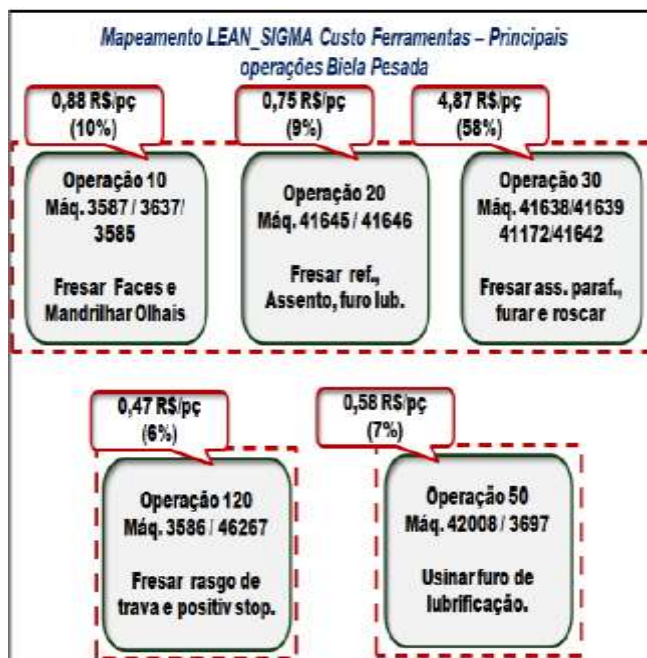 Mapeamento LEAN_SIGMA Custo Ferramentas – Principais
operações Biela Pesada
0,88 R$/pç
(10%)
0,75 R$/pç
(9%)
4,87 R$/pç
(58%)
Operação 10
Máq. 3587 / 3637/
3585
Fresar Faces e
Mandrilhar Olhais
Operação 20
Máq. 41645 / 41646
Fresar ref.,
Assento, furo lub.
Operação 30
Máq. 41638/41639
41172/41642
Fresar ass. paraf.,
furar e roscar
0,47 R$/pç
(6%)
0,58 R$/pç
(7%)
Operação 120
Máq. 3586 / 46267
Fresar rasgo de
trava e positiv stop.
Operação 50
Máq. 42008 / 3697
Usinar furo de
lubrificação.